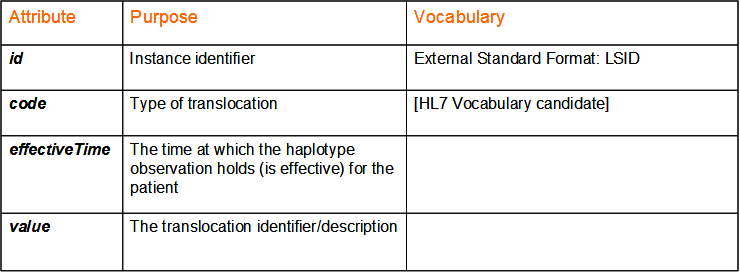 Attribute Purpose Vocabulary
id Instance identifier External Standard Format: LSID
code Type of translocation [HL7 Vocabulary candidate]
effectiveTime The time at which the haplotype
observation holds (is effective) for the
patient
value The translocation identifier/description